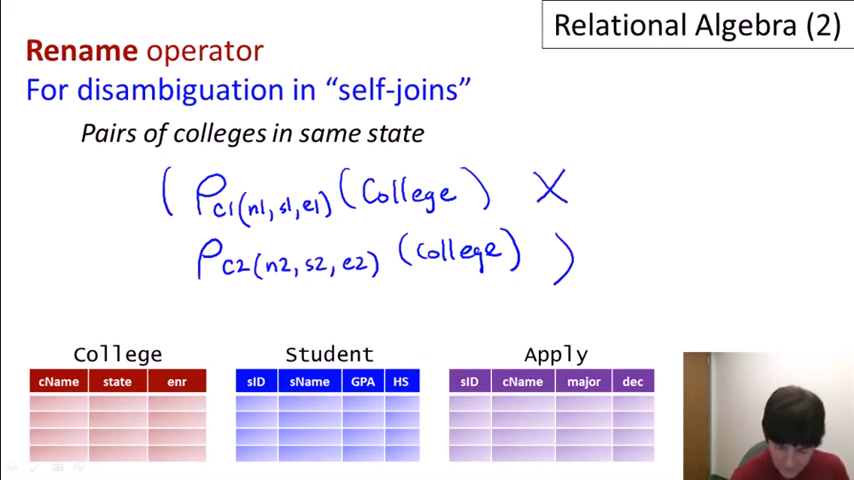 Relational Algebra (2)
Rename operator
For disambiguation in “self-joins”
Pairs of colleges in same state
( ρC1(n1, s1, e1) (College) X
ρC2(n2, s2, e2) (College) )
College Student Apply
cName state enr sID sName GPA HS sID cName major dec